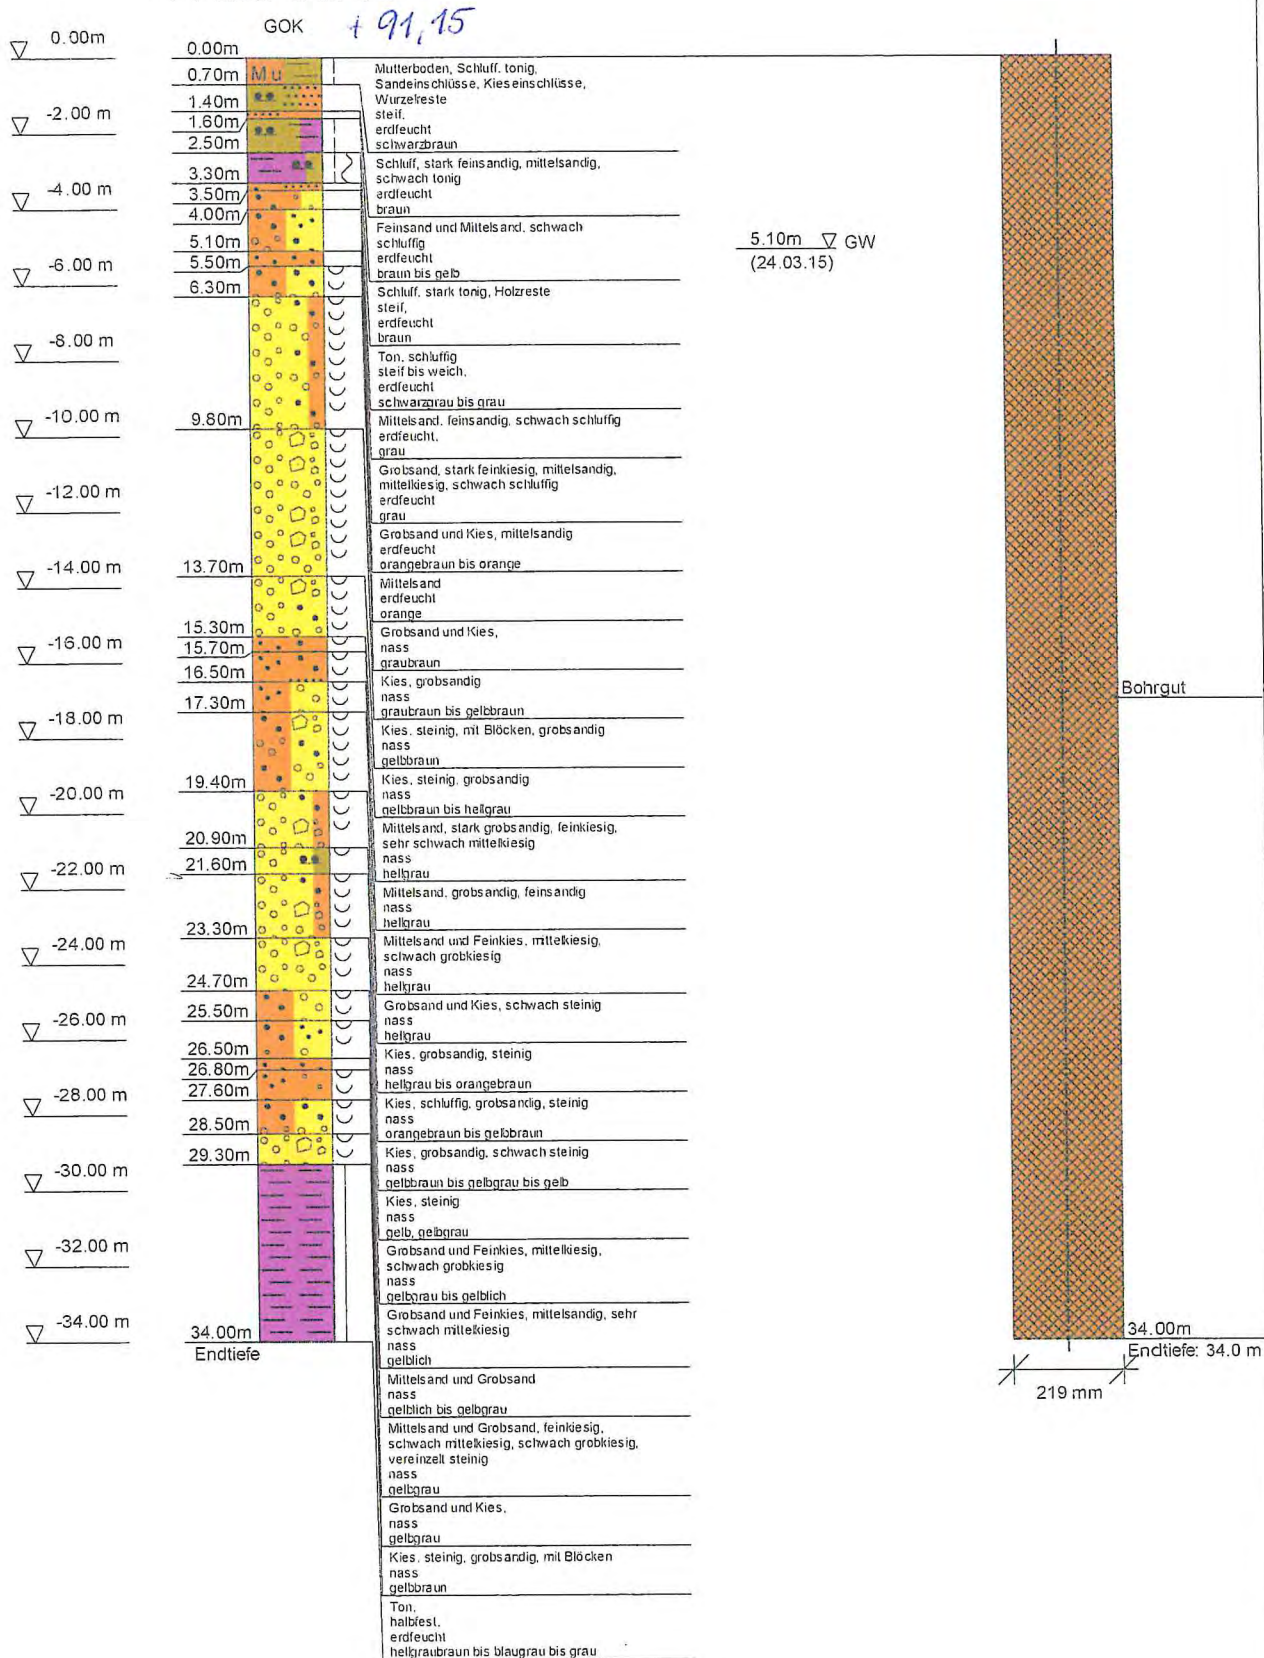 GOK
+ 91,15
0.00m
-2.00 m
-4.00 m
-6.00 m
-8.00 m
-10.00 m
-12.00 m
-14.00 m
-16.00 m
-18.00 m
-20.00 m
-22.00 m
-24.00 m
-26.00 m
-28.00 m
-30.00 m
-32.00 m
-34.00 m
0.00m
0.70m
Mu
1.40m
1.60m
2.50m
3.30m
3.50m
4.00m
5.10m
5.50m
6.30m
9.80m
13.70m
15.30m
15.70m
16.50m
17.30m
19.40m
20.90m
21.60m
23.30m
24.70m
25.50m
26.50m
26.80m
27.60m
28.50m
29.30m
34.00m
Endtiefe
Mutterboden, Schluff, tonig,
Sandeinschlüsse, Kieseinschlüsse,
Wurzelreste
steif,
erdfeucht
schwarzbraun
Schluff, stark feinsandig, mittelsandig,
schwach tonig
erdfeucht
braun
Feinsand und Mittelsand, schwach
schluffig
erdfeucht
braun bis gelb
Schluff, stark tonig, Holzreste
steif,
erdfeucht
braun
Ton, schluffig
steif bis weich,
erdfeucht
schwarzgrau bis grau
Mittelsand, feinsandig, schwach schluffig
erdfeucht,
grau
Grobsand, stark feinkiesig, mittelsandig,
mittelkiesig, schwach schluffig
erdfeucht
grau
Grobsand und Kies, mittelsandig
erdfeucht
orangebraun bis orange
Mittelsand
erdfeucht
orange
Grobsand und Kies,
nass
graubraun
Kies, grobsandig
nass
graubraun bis gelbbraun
Kies, steinig, mit Blöcken, grobsandig
nass
gelbbraun
Kies, steinig, grobsandig
nass
gelbbraun bis hellgrau
Mittelsand, stark grobsandig, feinkiesig,
sehr schwach mittelkiesig
nass
hellgrau
Mittelsand, grobsandig, feinsandig
nass
hellgrau
Mittelsand und Feinkies, mittelkiesig,
schwach grobkiesig
nass
hellgrau
Grobsand und Kies, schwach steinig
nass
hellgrau
Kies, grobsandig, steinig
nass
hellgrau bis orangebraun
Kies, schluffig, grobsandig, steinig
nass
orangebraun bis gelbbraun
Kies, grobsandig, schwach steinig
nass
gelbbraun bis gelbgrau bis gelb
Kies, steinig
nass
gelb, gelbgrau
Grobsand und Feinkies, mittelkiesig,
schwach grobkiesig
nass
gelbgrau bis gelblich
Grobsand und Feinkies, mittelsandig, sehr
schwach mittelkiesig
nass
gelblich
Mittelsand und Grobsand
nass
gelblich bis gelbgrau
Mittelsand und Grobsand, feinkiesig,
schwach mittelkiesig, schwach grobkiesig,
vereinzelt steinig
nass
gelbgrau
Grobsand und Kies,
nass
gelbgrau
Kies, steinig, grobsandig, mit Blöcken
nass
gelbbraun
Ton,
halbfest,
erdfeucht
hellgraubraun bis blaugrau bis grau
5.10m GW
(24.03.15)
Bohrgut
34.00m
Endtiefe: 34.0 m
219 mm